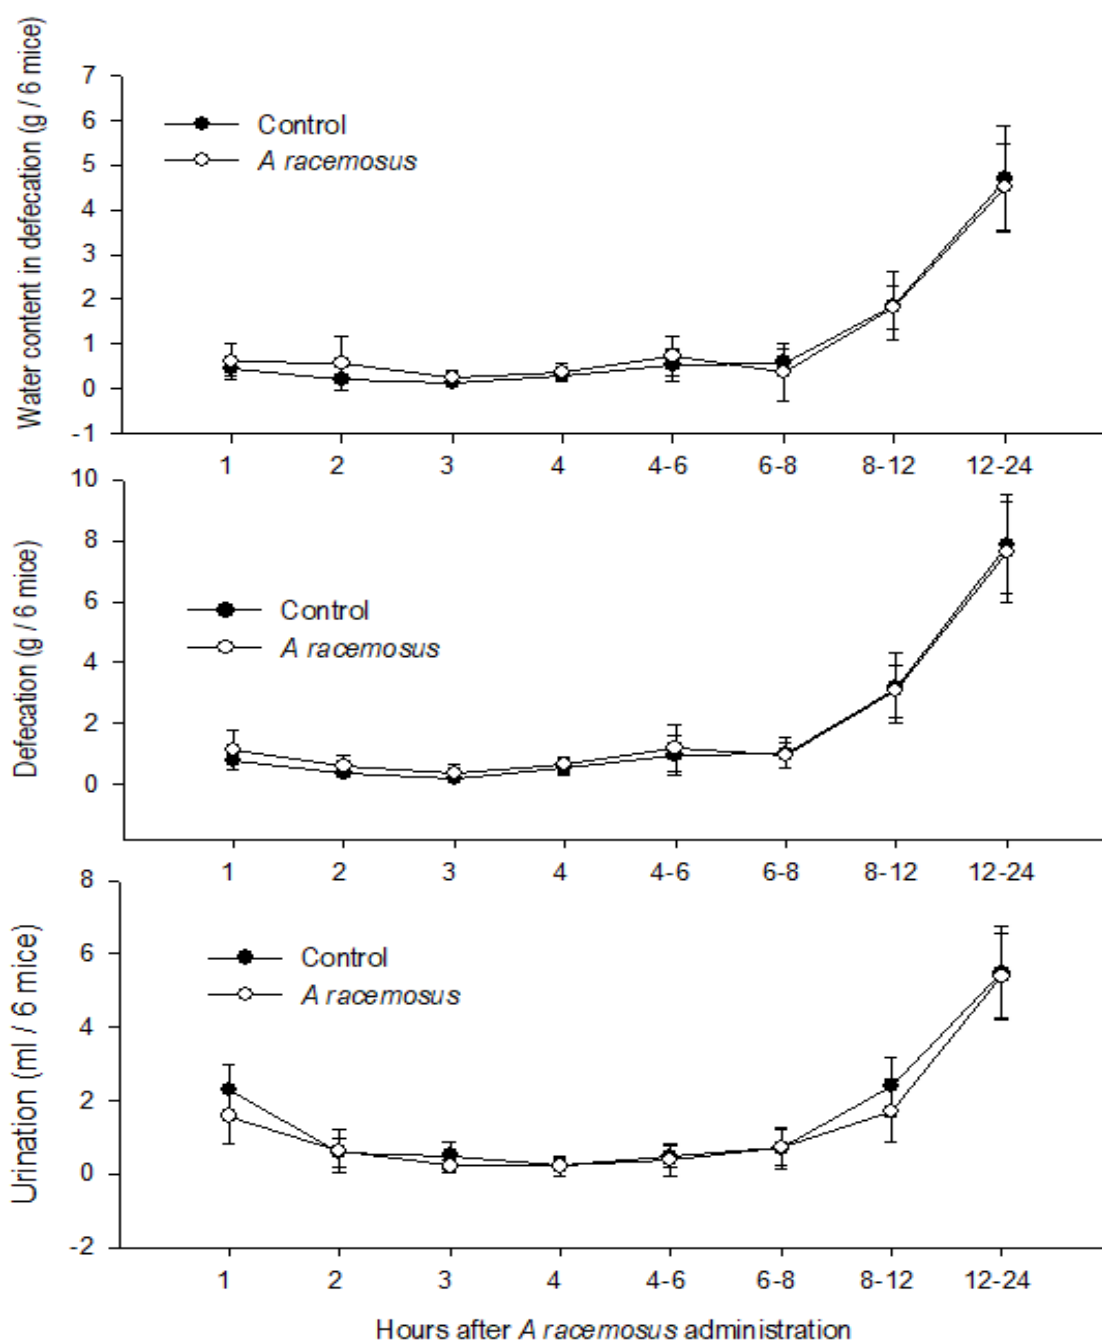 Water content in defecation (g / 6 mice)
7
6
5
4
3
2
1
0
-1
Control
A racemosus
1 2 3 4 4-6 6-8 8-12 12-24
Defecation (g / 6 mice)
10
8
6
4
2
0
Control
A racemosus
1 2 3 4 4-6 6-8 8-12 12-24
Urination (ml / 6 mice)
8
6
4
2
0
-2
Control
A racemosus
1 2 3 4 4-6 6-8 8-12 12-24
Hours after A racemosus administration